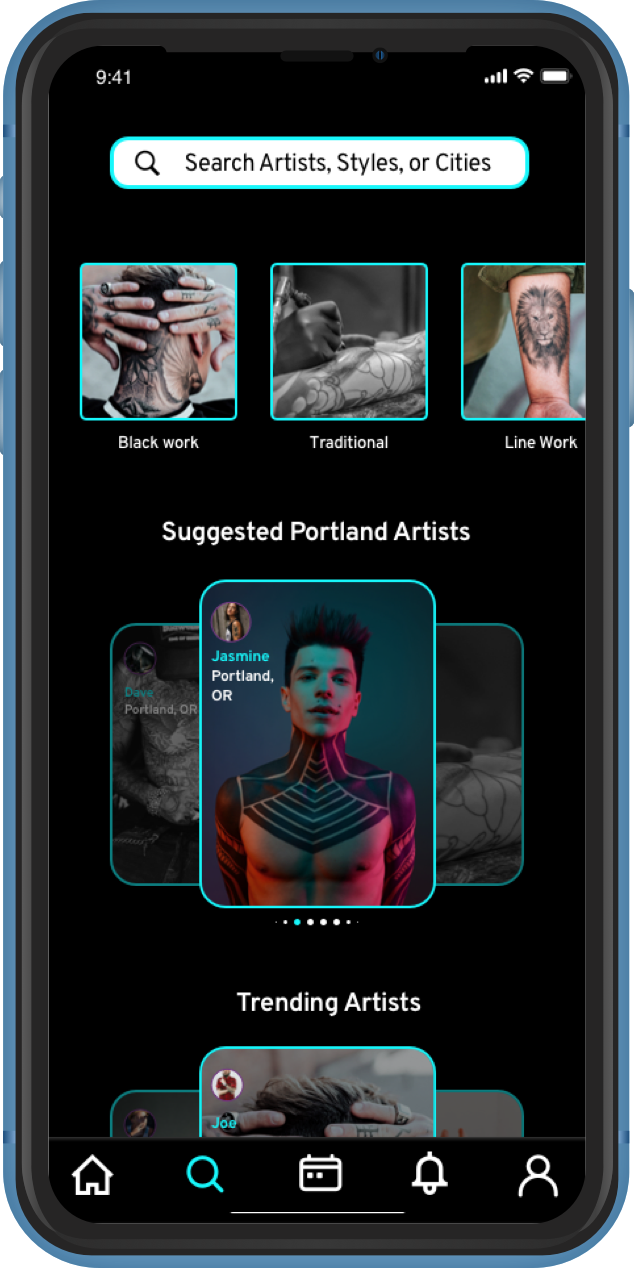 9:41
Search Artists, Styles, or Cities
Black work
Traditional
Line Work
Suggested Portland Artists
Jasmine
Portland,
OR
Dave
Portland, OR
Trending Artists
Joe